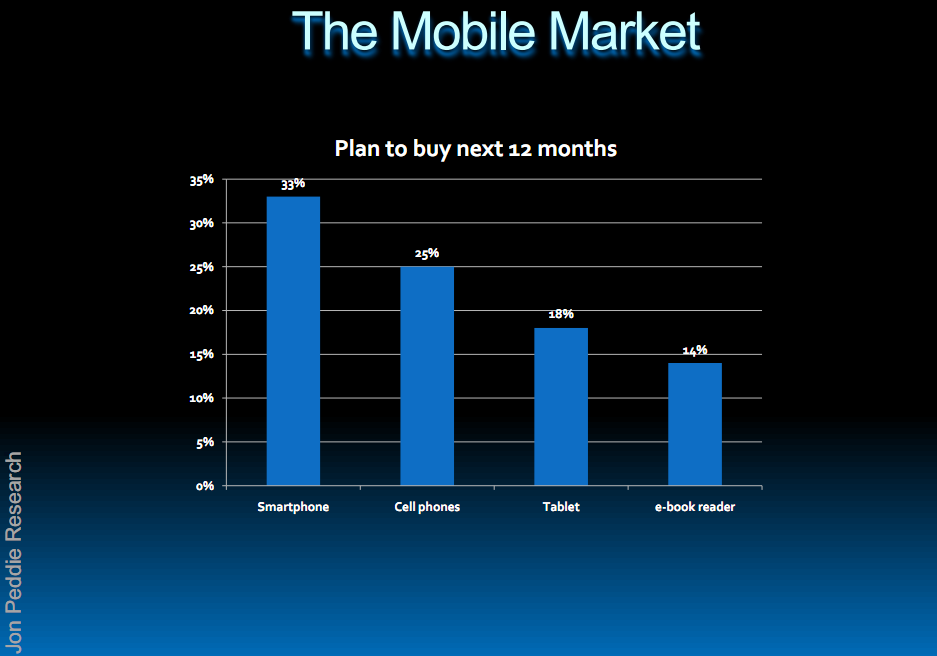 The Mobile Market
Plan to buy next 12 months
35%
30%
25%
20%
15%
10%
5%
0%
33%
25%
18%
14%
Smartphone
Cell phones
Tablet
e-book reader
Jon Peddie Research